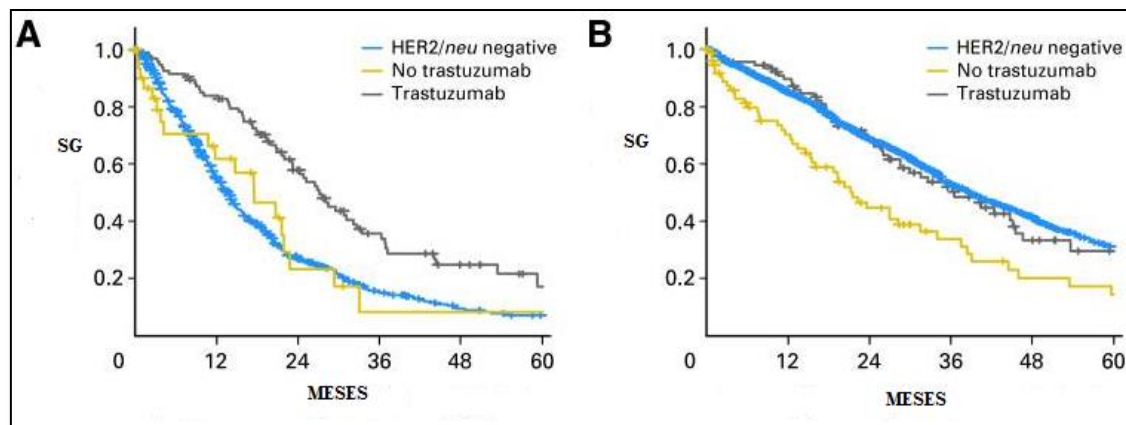 A
1.0
0.8
SG
0.6
0.4
0.2
0 12 24 36 48 60
MESES
HER2/neu negative
No trastuzumab
Trastuzumab
B
1.0
0.8
SG
0.6
0.4
0.2
0 12 24 36 48 60
MESES
HER2/neu negative
No trastuzumab
Trastuzumab